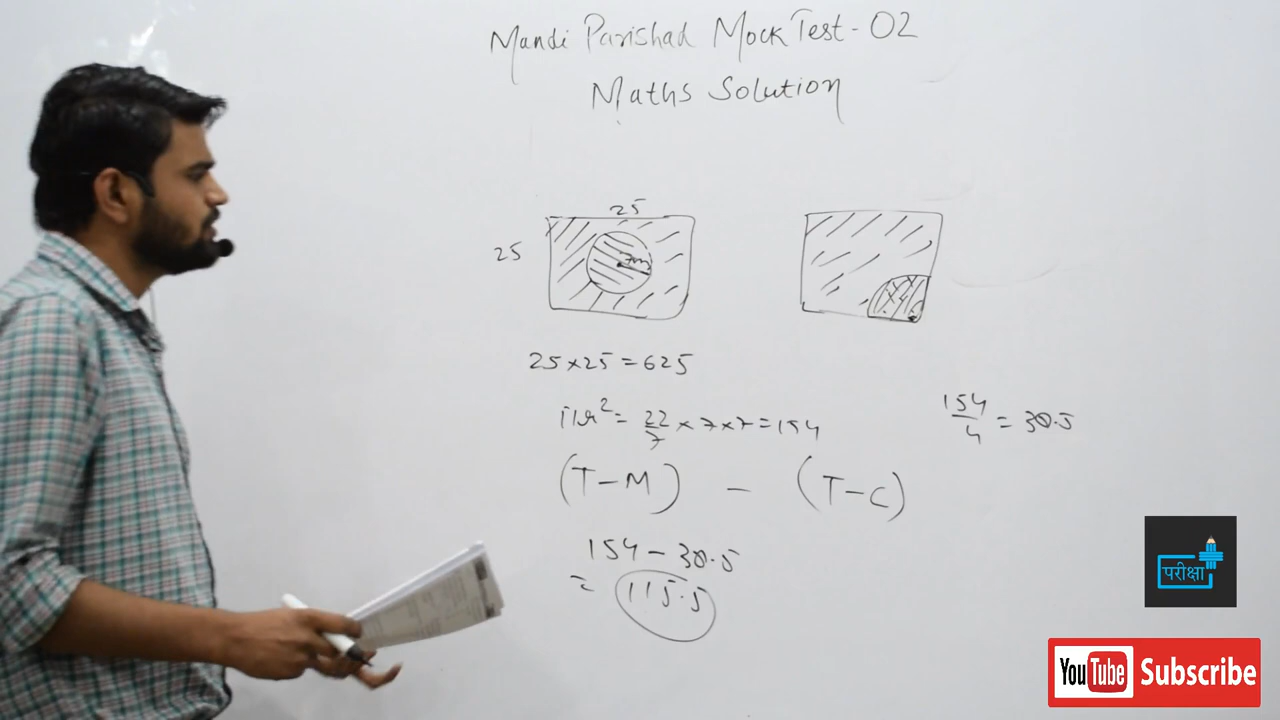 Mandi Parishad Mock Test - 02
Maths Solution
25
25
7m
25×25=625
πr²= 22/7 ×7×7=154
154/4 = 38.5
(T-M) - (T-C)
154-38.5
= 115.5
परीक्षा
YouTube Subscribe